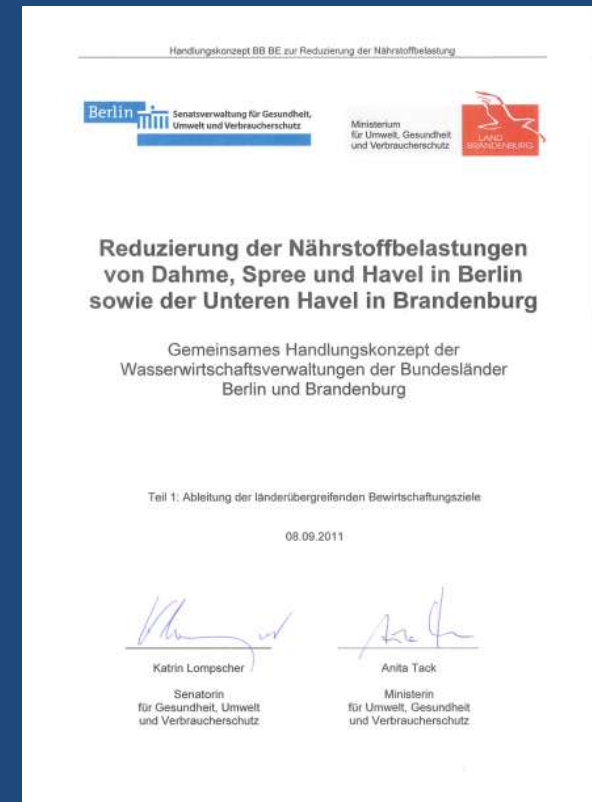 Handlungskonzept BB BE zur Reduzierung der Nährstoffbelastung
Berlin
Senatsverwaltung für Gesundheit,
Umwelt und Verbraucherschutz
Ministerium
für Umwelt, Gesundheit
und Verbraucherschutz
LAND
BRANDENBURG
Reduzierung der Nährstoffbelastungen
von Dahme, Spree und Havel in Berlin
sowie der Unteren Havel in Brandenburg
Gemeinsames Handlungskonzept der
Wasserwirtschaftsverwaltungen der Bundesländer
Berlin und Brandenburg
Teil 1: Ableitung der länderübergreifenden Bewirtschaftungsziele
08.09.2011
Katrin Lompscher
Senatorin
für Gesundheit, Umwelt
und Verbraucherschutz
Anita Tack
Ministerin
für Umwelt, Gesundheit
und Verbraucherschutz